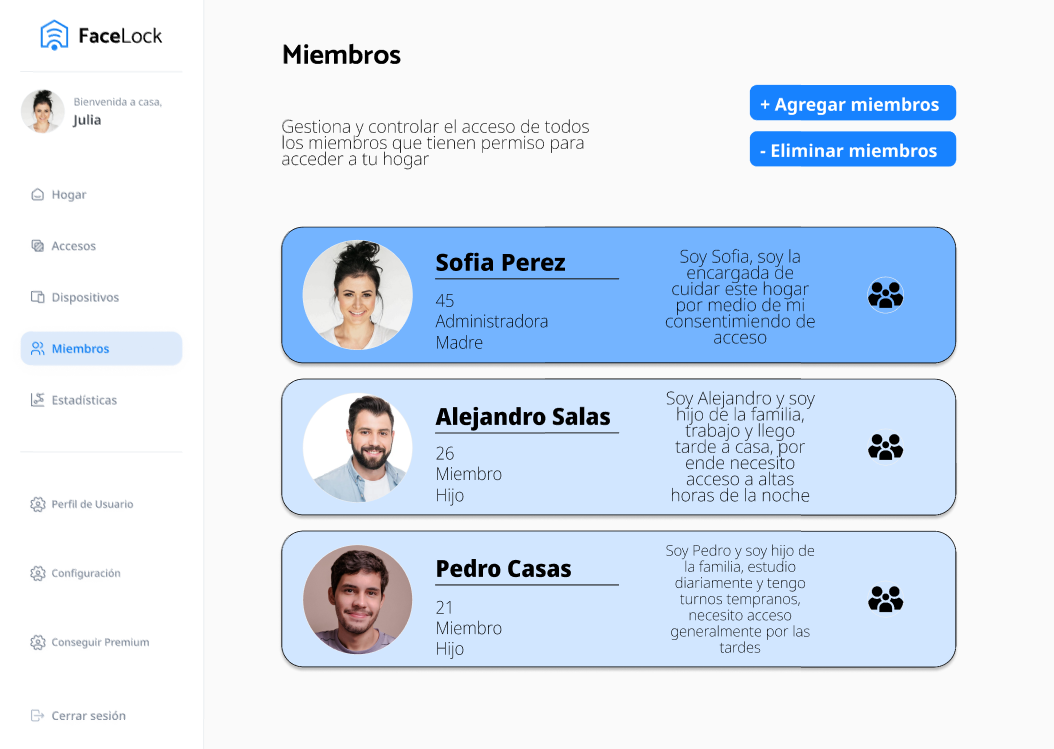 FaceLock
Bienvenida a casa,
Julia
Hogar
Accesos
Dispositivos
Miembros
Estadísticas
Perfil de Usuario
Configuración
Conseguir Premium
Cerrar sesión
Miembros
Gestiona y controlar el acceso de todos
los miembros que tienen permiso para
acceder a tu hogar
+ Agregar miembros
- Eliminar miembros
Sofia Perez
45
Administradora
Madre
Soy Sofia, soy la
encargada de
cuidar este hogar
por medio de mi
consentimiendo de
acceso
Alejandro Salas
26
Miembro
Hijo
Soy Alejandro y soy
hijo de la familia,
trabajo y llego
tarde a casa, por
ende necesito
acceso a altas
horas de la noche
Pedro Casas
21
Miembro
Hijo
Soy Pedro y soy hijo de
la familia, estudio
diariamente y tengo
turnos tempranos,
necesito acceso
generalmente por las
tardes